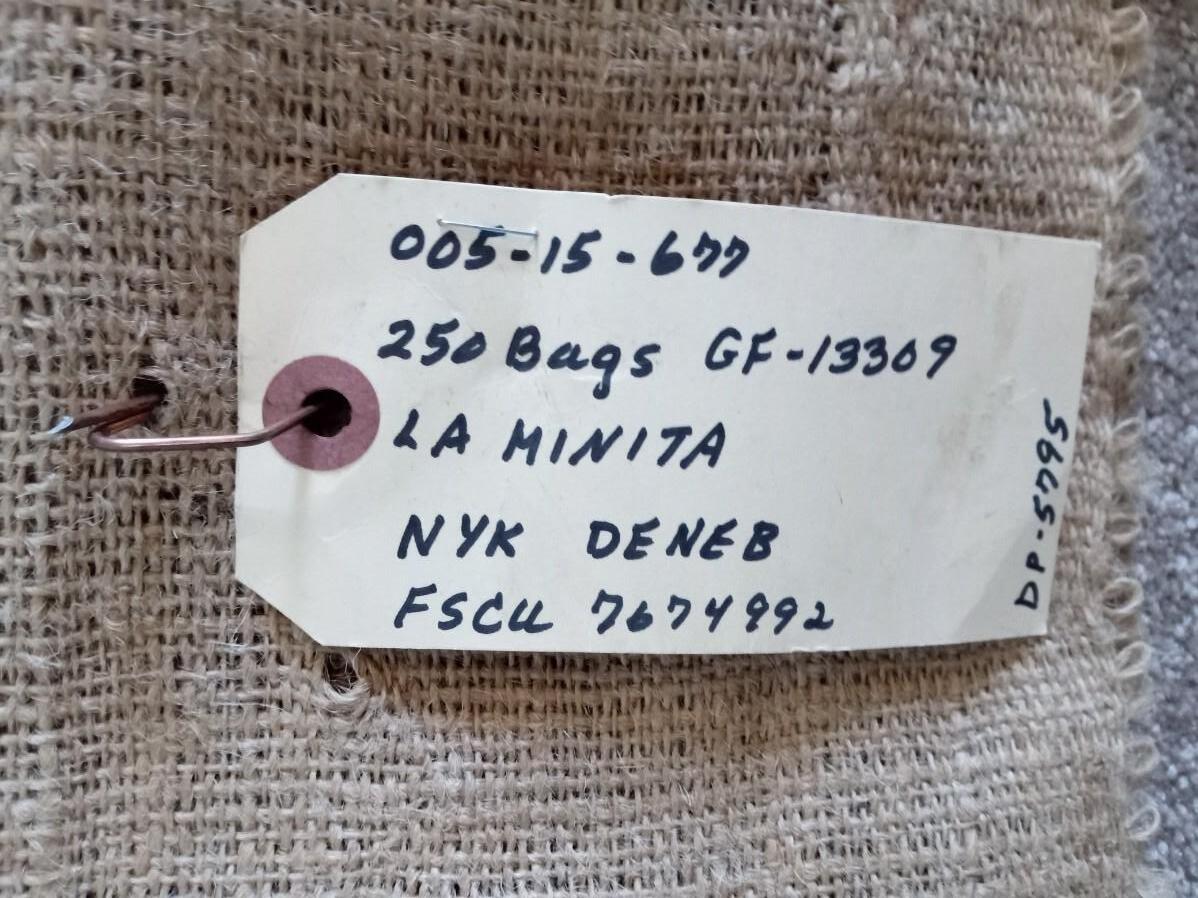 005-15-677
250 Bags GF-13309
LA MINITA
NYK DENEB
FSCU 7674992
DP-5795